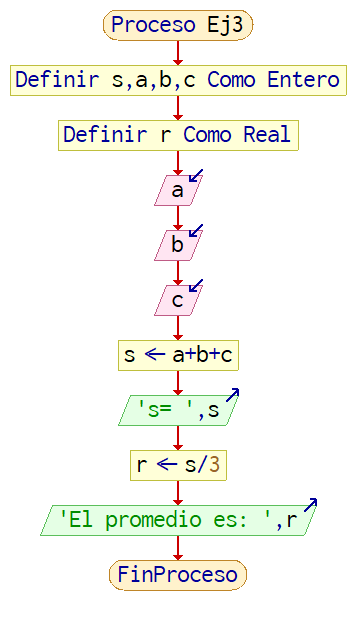 Proceso Ej3
Definir s,a,b,c Como Entero
Definir r Como Real
a
b
c
s ← a+b+c
's= ',s
r ← s/3
'El promedio es: ',r
FinProceso